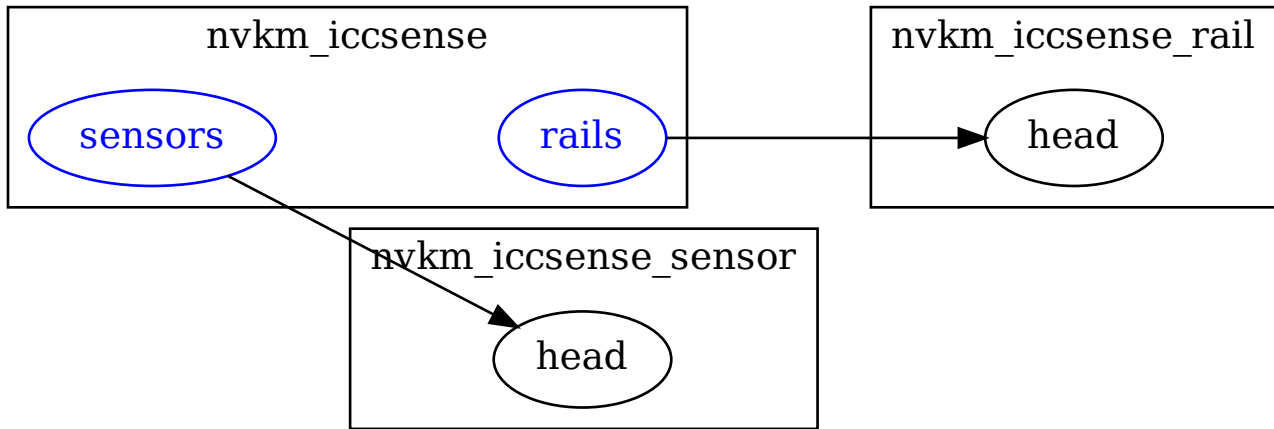 nvkm_iccsense
sensors
rails
nvkm_iccsense_rail
head
nvkm_iccsense_sensor
head